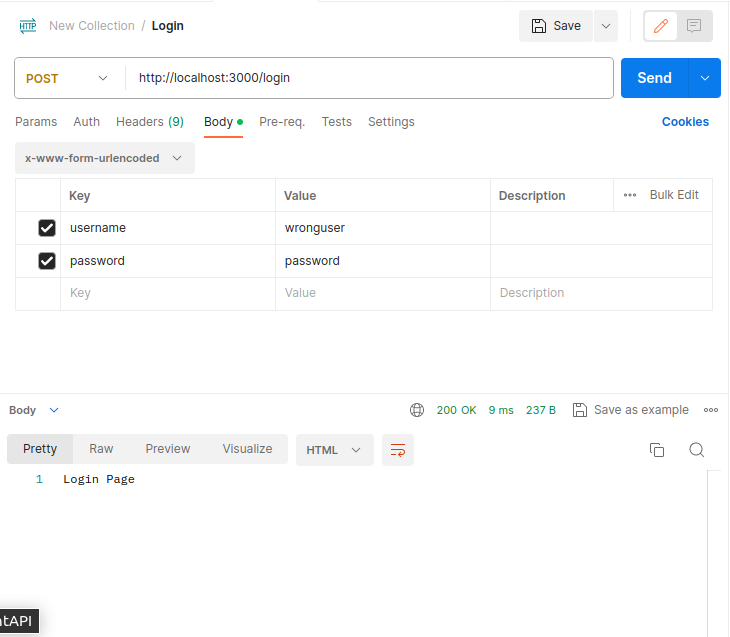 HTTP New Collection / Login Save
POST http://localhost:3000/login Send
Params Auth Headers (9) Body Pre-req. Tests Settings Cookies
x-www-form-urlencoded
Key Value Description Bulk Edit
username wronguser
password password
Key Value Description
Body 200 OK 9 ms 237 B Save as example
Pretty Raw Preview Visualize HTML
1 Login Page